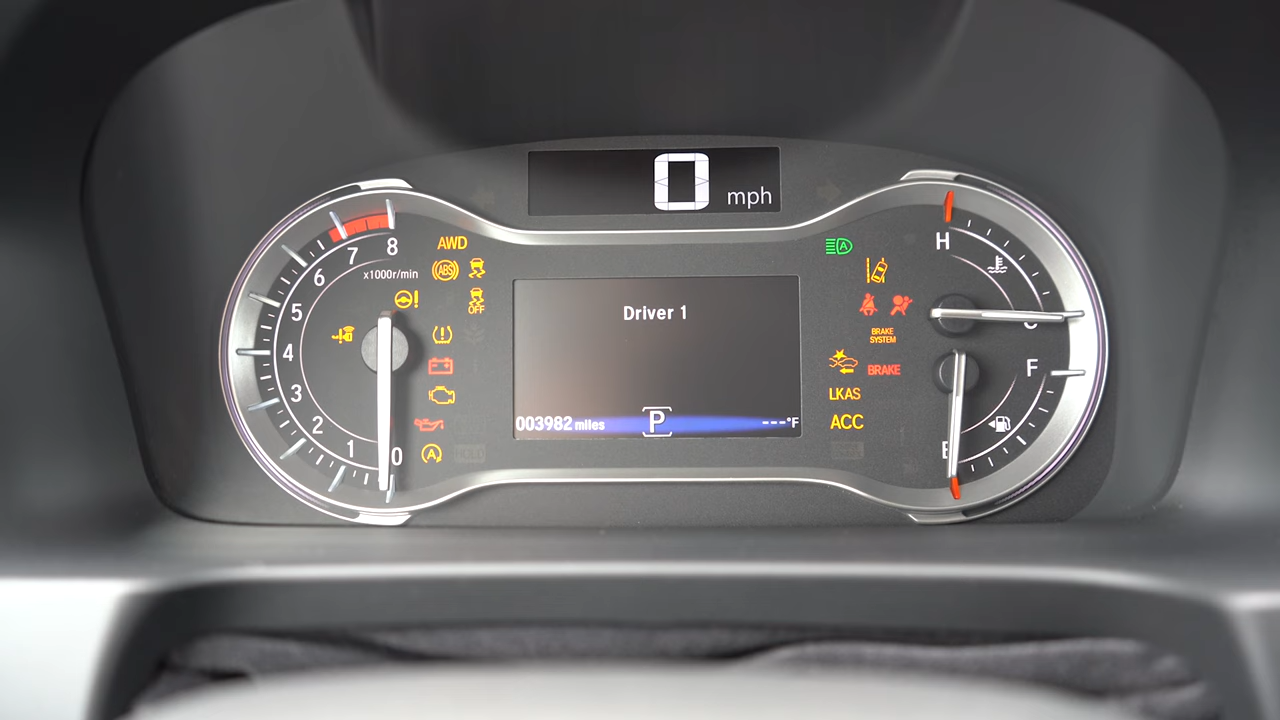 0 mph
8
7
6
5
4
3
2
1
0
x1000r/min
AWD
ABS
OFF
Driver 1
003982 miles
P
---°F
A
BRAKE
SYSTEM
BRAKE
LKAS
ACC
H
C
F
E